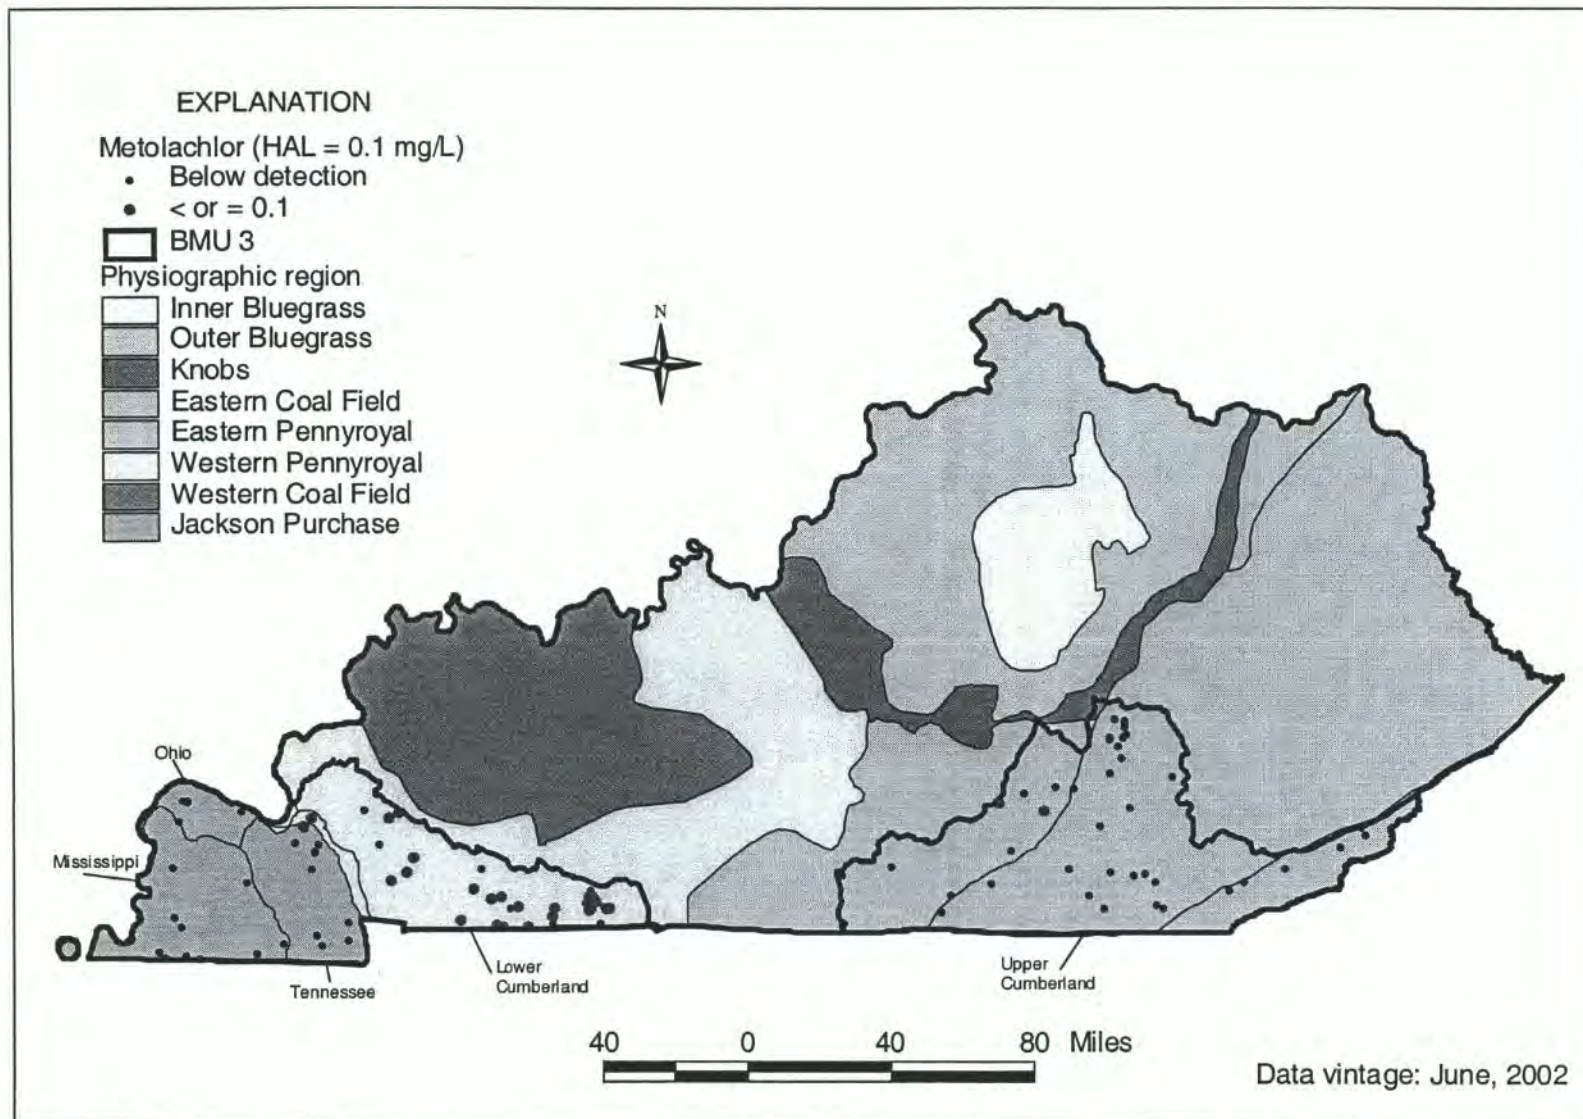 EXPLANATION
Metolachlor (HAL = 0.1 mg/L)
Below detection
< or = 0.1
BMU 3
Physiographic region
Inner Bluegrass
Outer Bluegrass
Knobs
Eastern Coal Field
Eastern Pennyroyal
Western Pennyroyal
Western Coal Field
Jackson Purchase
N
Ohio
Mississippi
Tennessee
Lower
Cumberland
Upper
Cumberland
40 0 40 80 Miles
Data vintage: June, 2002